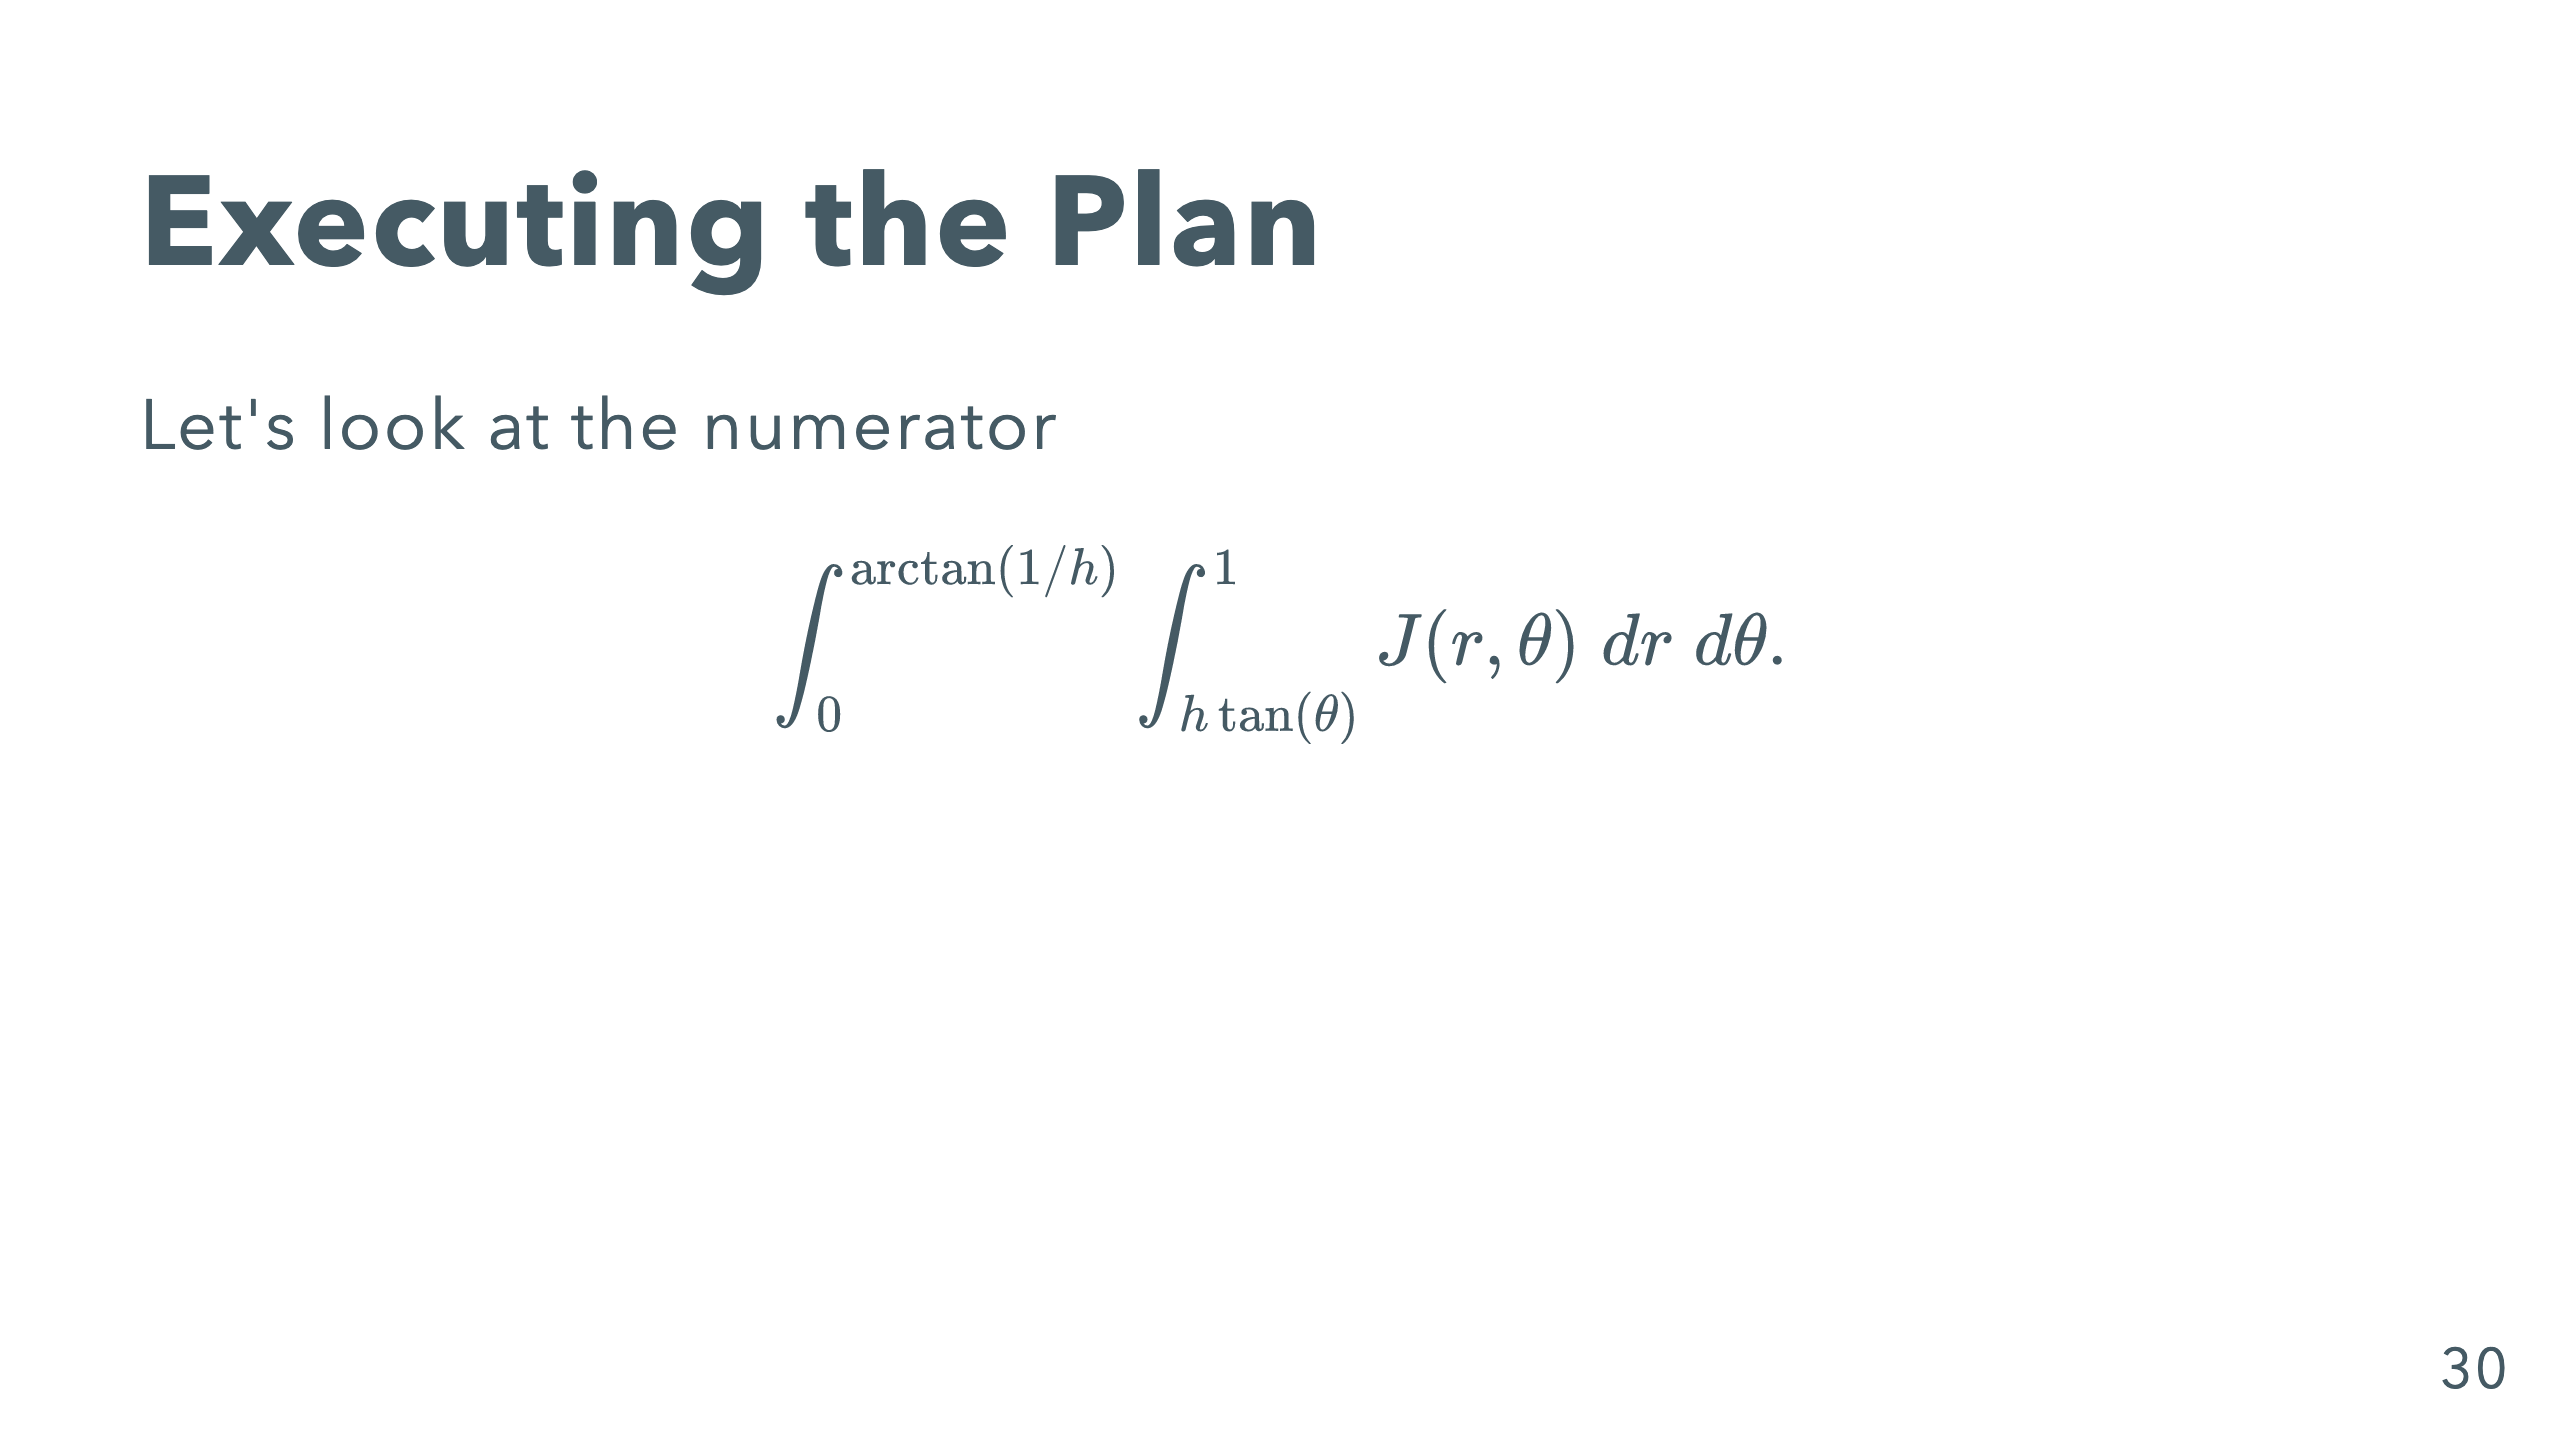 Executing the Plan
Let's look at the numerator
∫_0^{arctan(1/h)} ∫_{h tan(θ)}^1 J(r, θ) dr dθ.
30